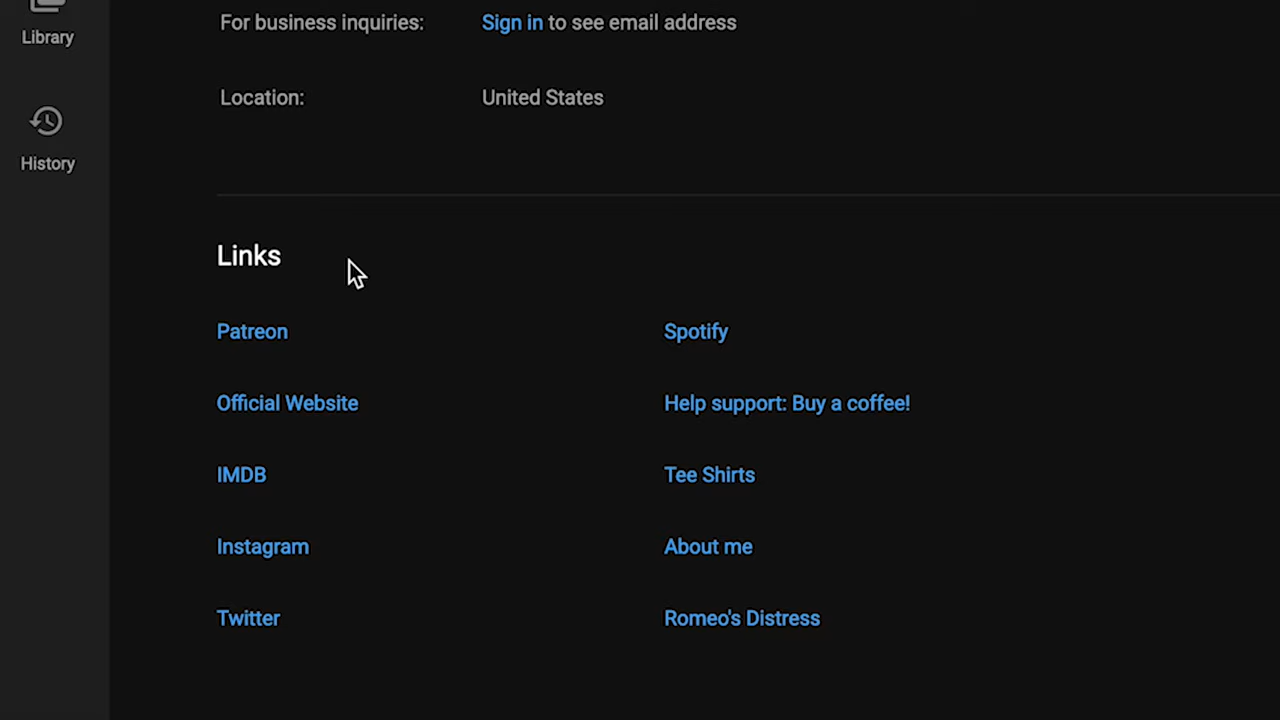 Library
History
For business inquiries: Sign in to see email address
Location: United States
Links
Patreon Spotify
Official Website Help support: Buy a coffee!
IMDB Tee Shirts
Instagram About me
Twitter Romeo's Distress